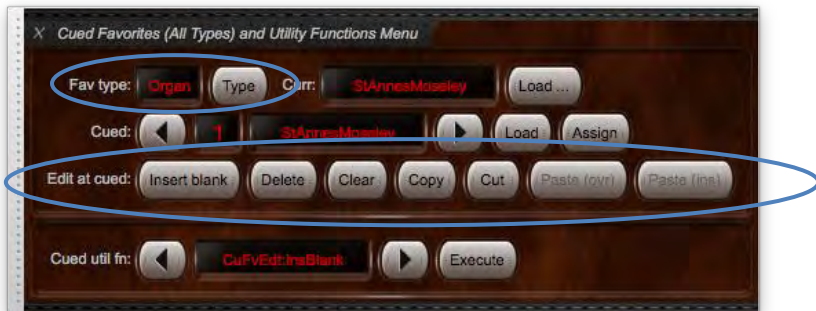 X Cued Favorites (All Types) and Utility Functions Menu
Fav type: Organ Type Curr: StAnnesMoseley Load ...
Cued: 1 StAnnesMoseley Load Assign
Edit at cued: Insert blank Delete Clear Copy Cut Paste (ovr) Paste (ins)
Cued util fn: CuFvEdt:InsBlank Execute